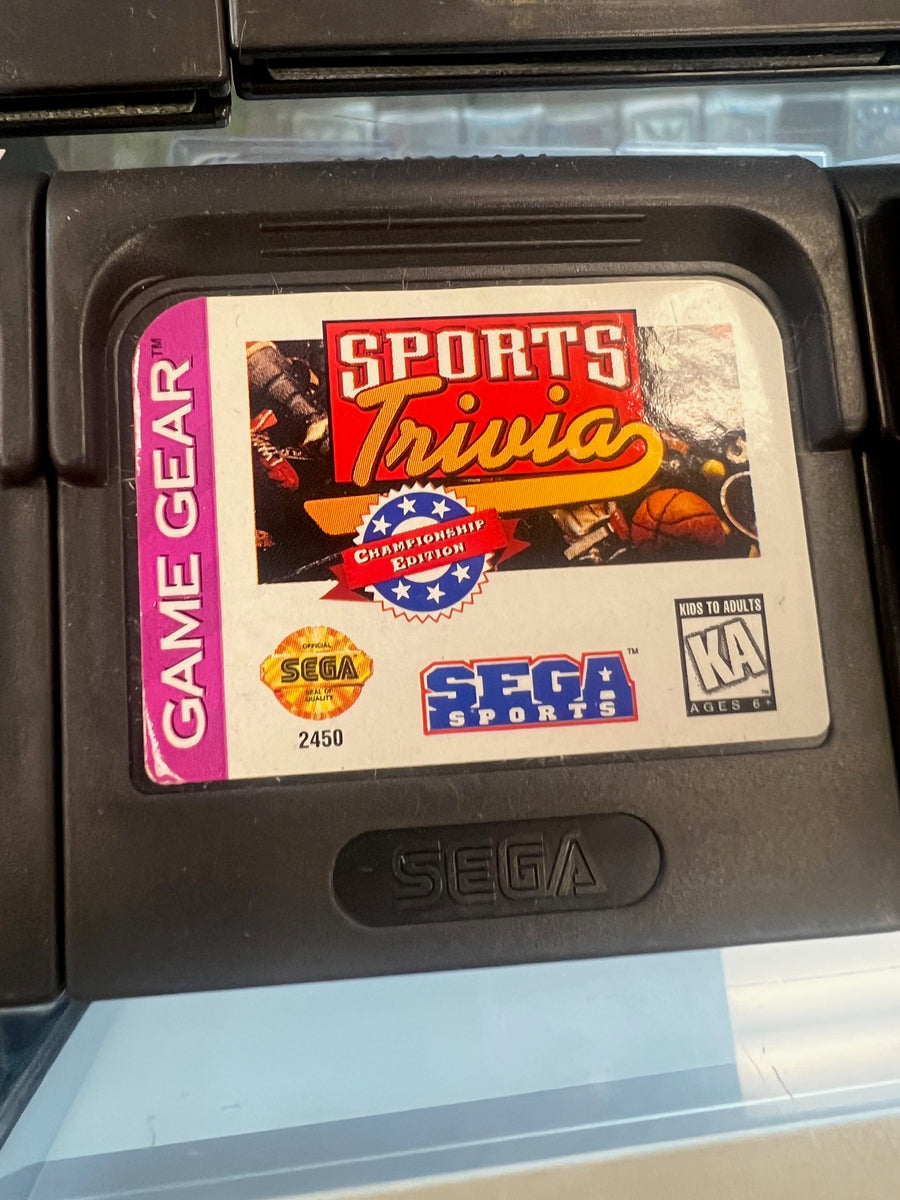 GAME GEAR™
SPORTS
Trivia
CHAMPIONSHIP
EDITION
OFFICIAL
SEGA®
SEAL OF
QUALITY
2450
SEGA™
SPORTS
KIDS TO ADULTS
KA™
AGES 6+
SEGA